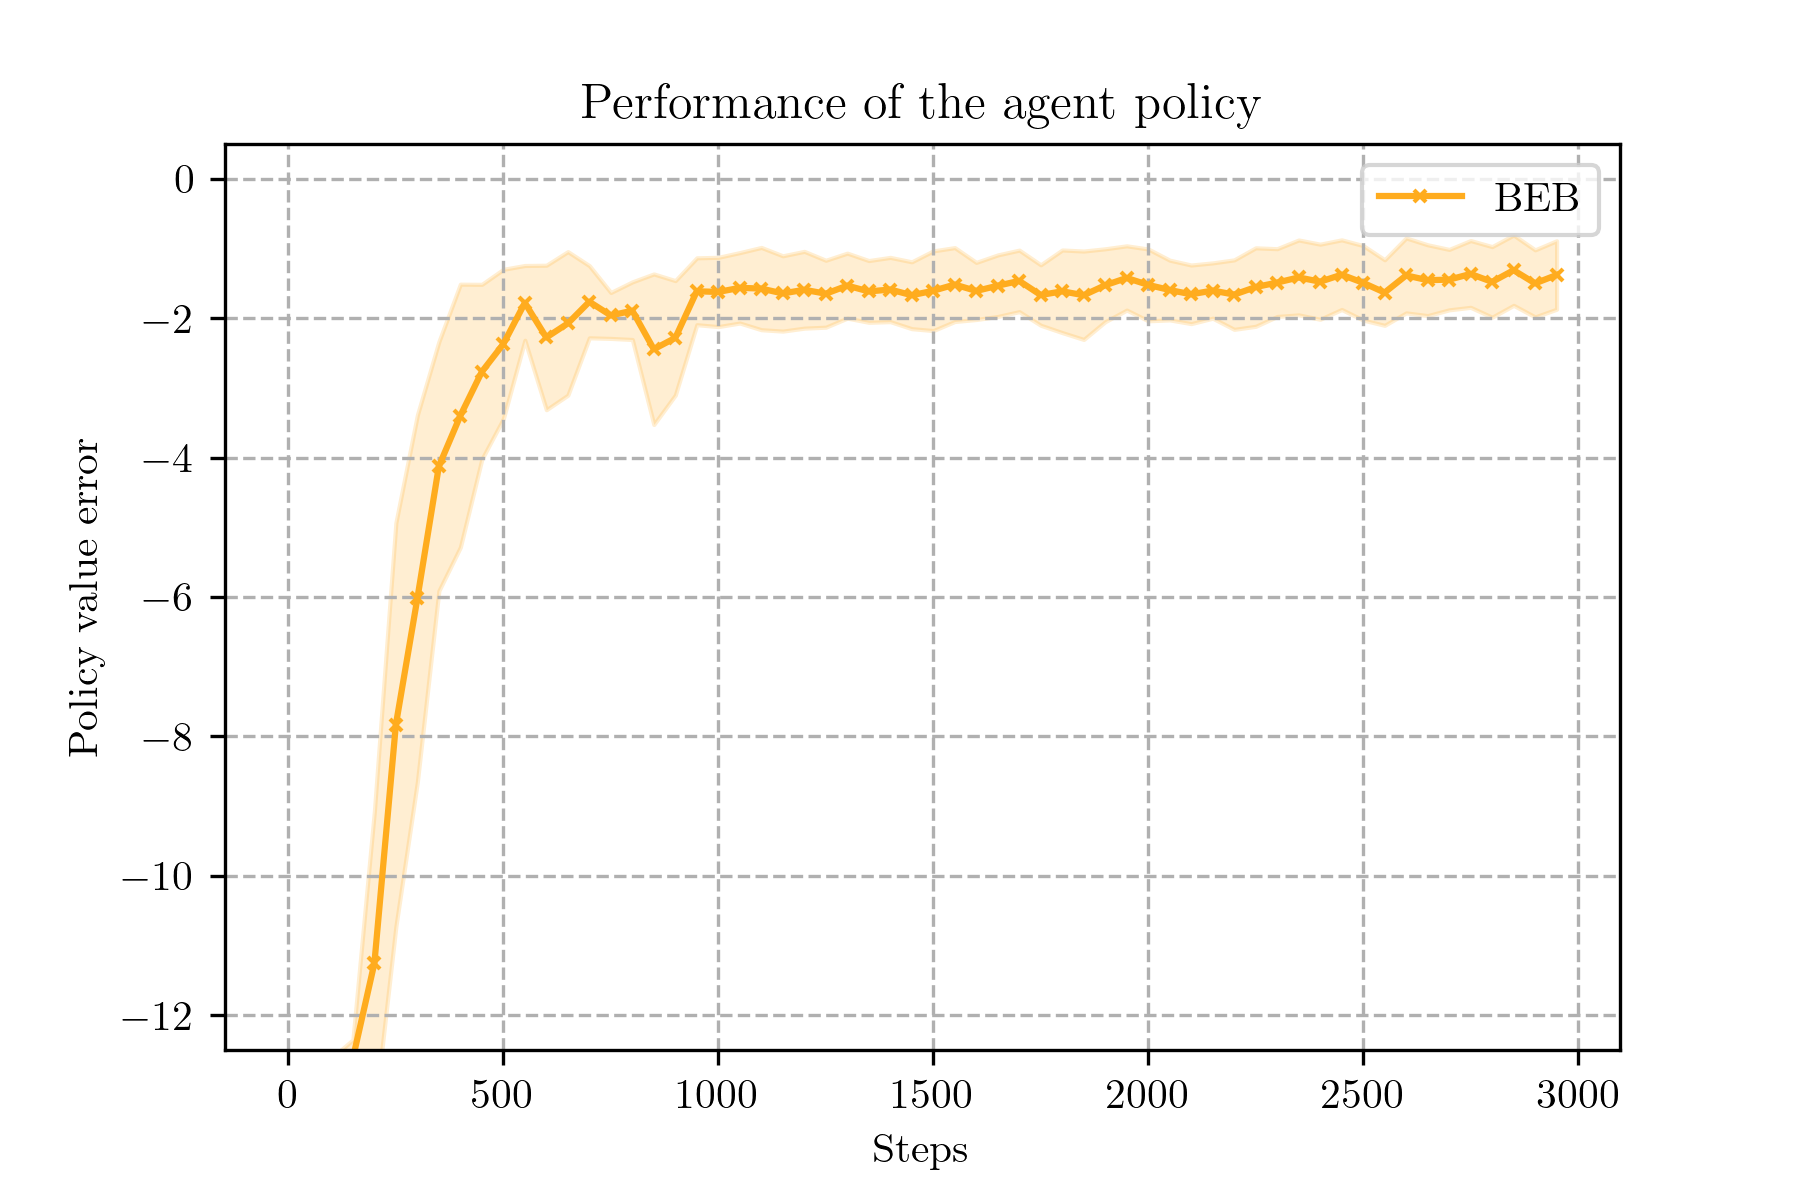 Performance of the agent policy
BEB
Policy value error
0
−2
−4
−6
−8
−10
−12
0 500 1000 1500 2000 2500 3000
Steps